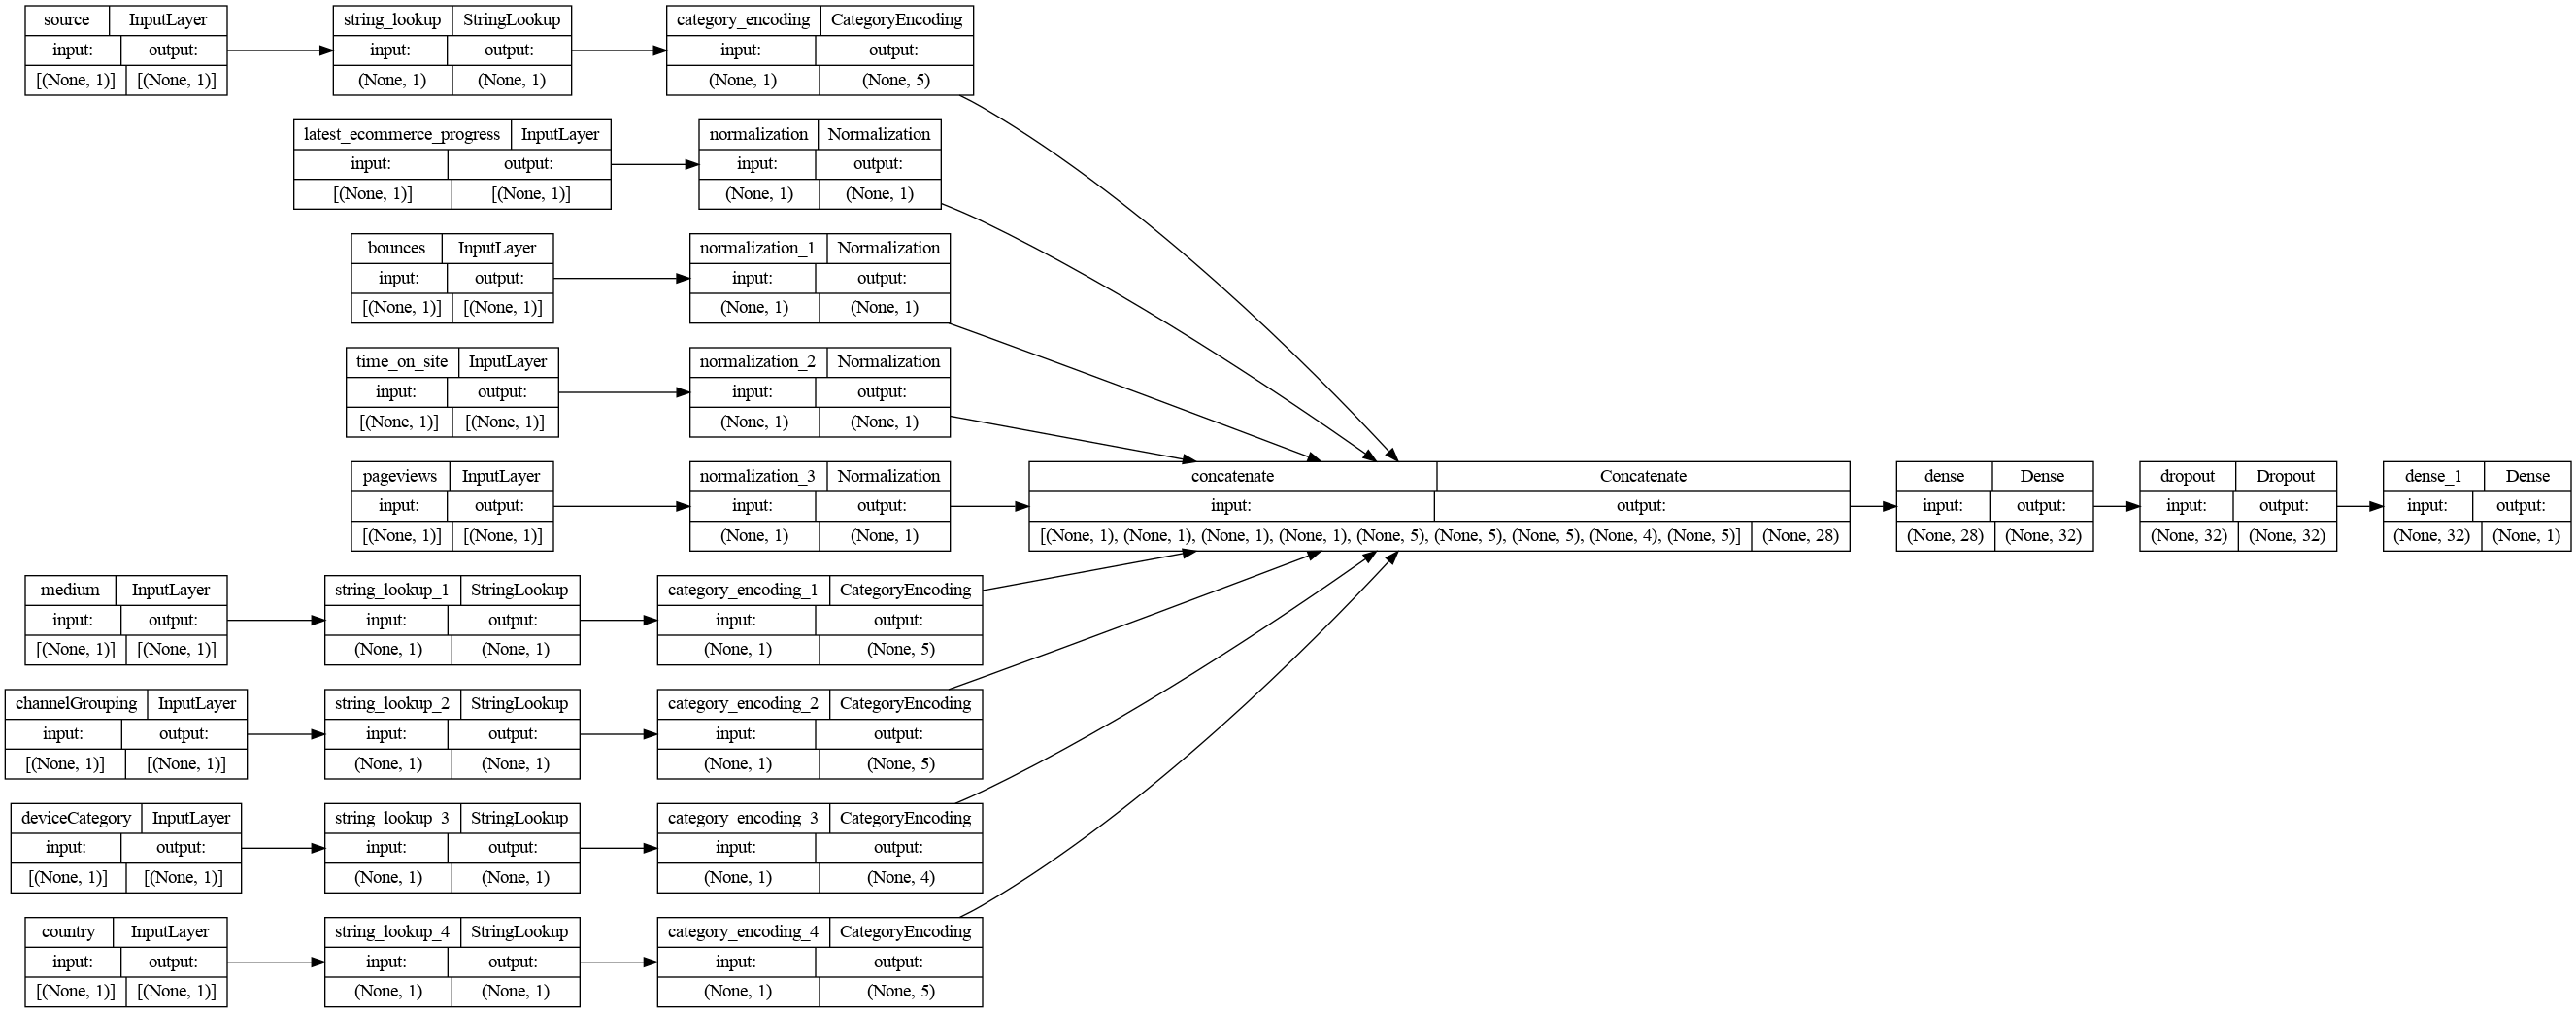 source InputLayer
input: output:
[(None, 1)] [(None, 1)]
string_lookup StringLookup
input: output:
(None, 1) (None, 1)
category_encoding CategoryEncoding
input: output:
(None, 1) (None, 5)
latest_ecommerce_progress InputLayer
input: output:
[(None, 1)] [(None, 1)]
normalization Normalization
input: output:
(None, 1) (None, 1)
bounces InputLayer
input: output:
[(None, 1)] [(None, 1)]
normalization_1 Normalization
input: output:
(None, 1) (None, 1)
time_on_site InputLayer
input: output:
[(None, 1)] [(None, 1)]
normalization_2 Normalization
input: output:
(None, 1) (None, 1)
pageviews InputLayer
input: output:
[(None, 1)] [(None, 1)]
normalization_3 Normalization
input: output:
(None, 1) (None, 1)
concatenate Concatenate
input: output:
[(None, 1), (None, 1), (None, 1), (None, 1), (None, 5), (None, 5), (None, 5), (None, 4), (None, 5)] (None, 28)
dense Dense
input: output:
(None, 28) (None, 32)
dropout Dropout
input: output:
(None, 32) (None, 32)
dense_1 Dense
input: output:
(None, 32) (None, 1)
medium InputLayer
input: output:
[(None, 1)] [(None, 1)]
string_lookup_1 StringLookup
input: output:
(None, 1) (None, 1)
category_encoding_1 CategoryEncoding
input: output:
(None, 1) (None, 5)
channelGrouping InputLayer
input: output:
[(None, 1)] [(None, 1)]
string_lookup_2 StringLookup
input: output:
(None, 1) (None, 1)
category_encoding_2 CategoryEncoding
input: output:
(None, 1) (None, 5)
deviceCategory InputLayer
input: output:
[(None, 1)] [(None, 1)]
string_lookup_3 StringLookup
input: output:
(None, 1) (None, 1)
category_encoding_3 CategoryEncoding
input: output:
(None, 1) (None, 4)
country InputLayer
input: output:
[(None, 1)] [(None, 1)]
string_lookup_4 StringLookup
input: output:
(None, 1) (None, 1)
category_encoding_4 CategoryEncoding
input: output:
(None, 1) (None, 5)